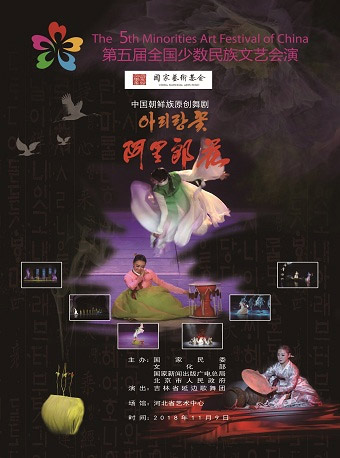 The 5th Minorities Art Festival of China
第五届全国少数民族文艺会演
国家艺术基金
CHINA NATIONAL ARTS FUND
中国朝鲜族原创舞剧
아리랑꽃
阿里郎花
主办：国家民委
文化部
国家新闻出版广电总局
北京市人民政府
演出：吉林省延边歌舞团
场馆：河北省艺术中心
时间：2018年11月9日